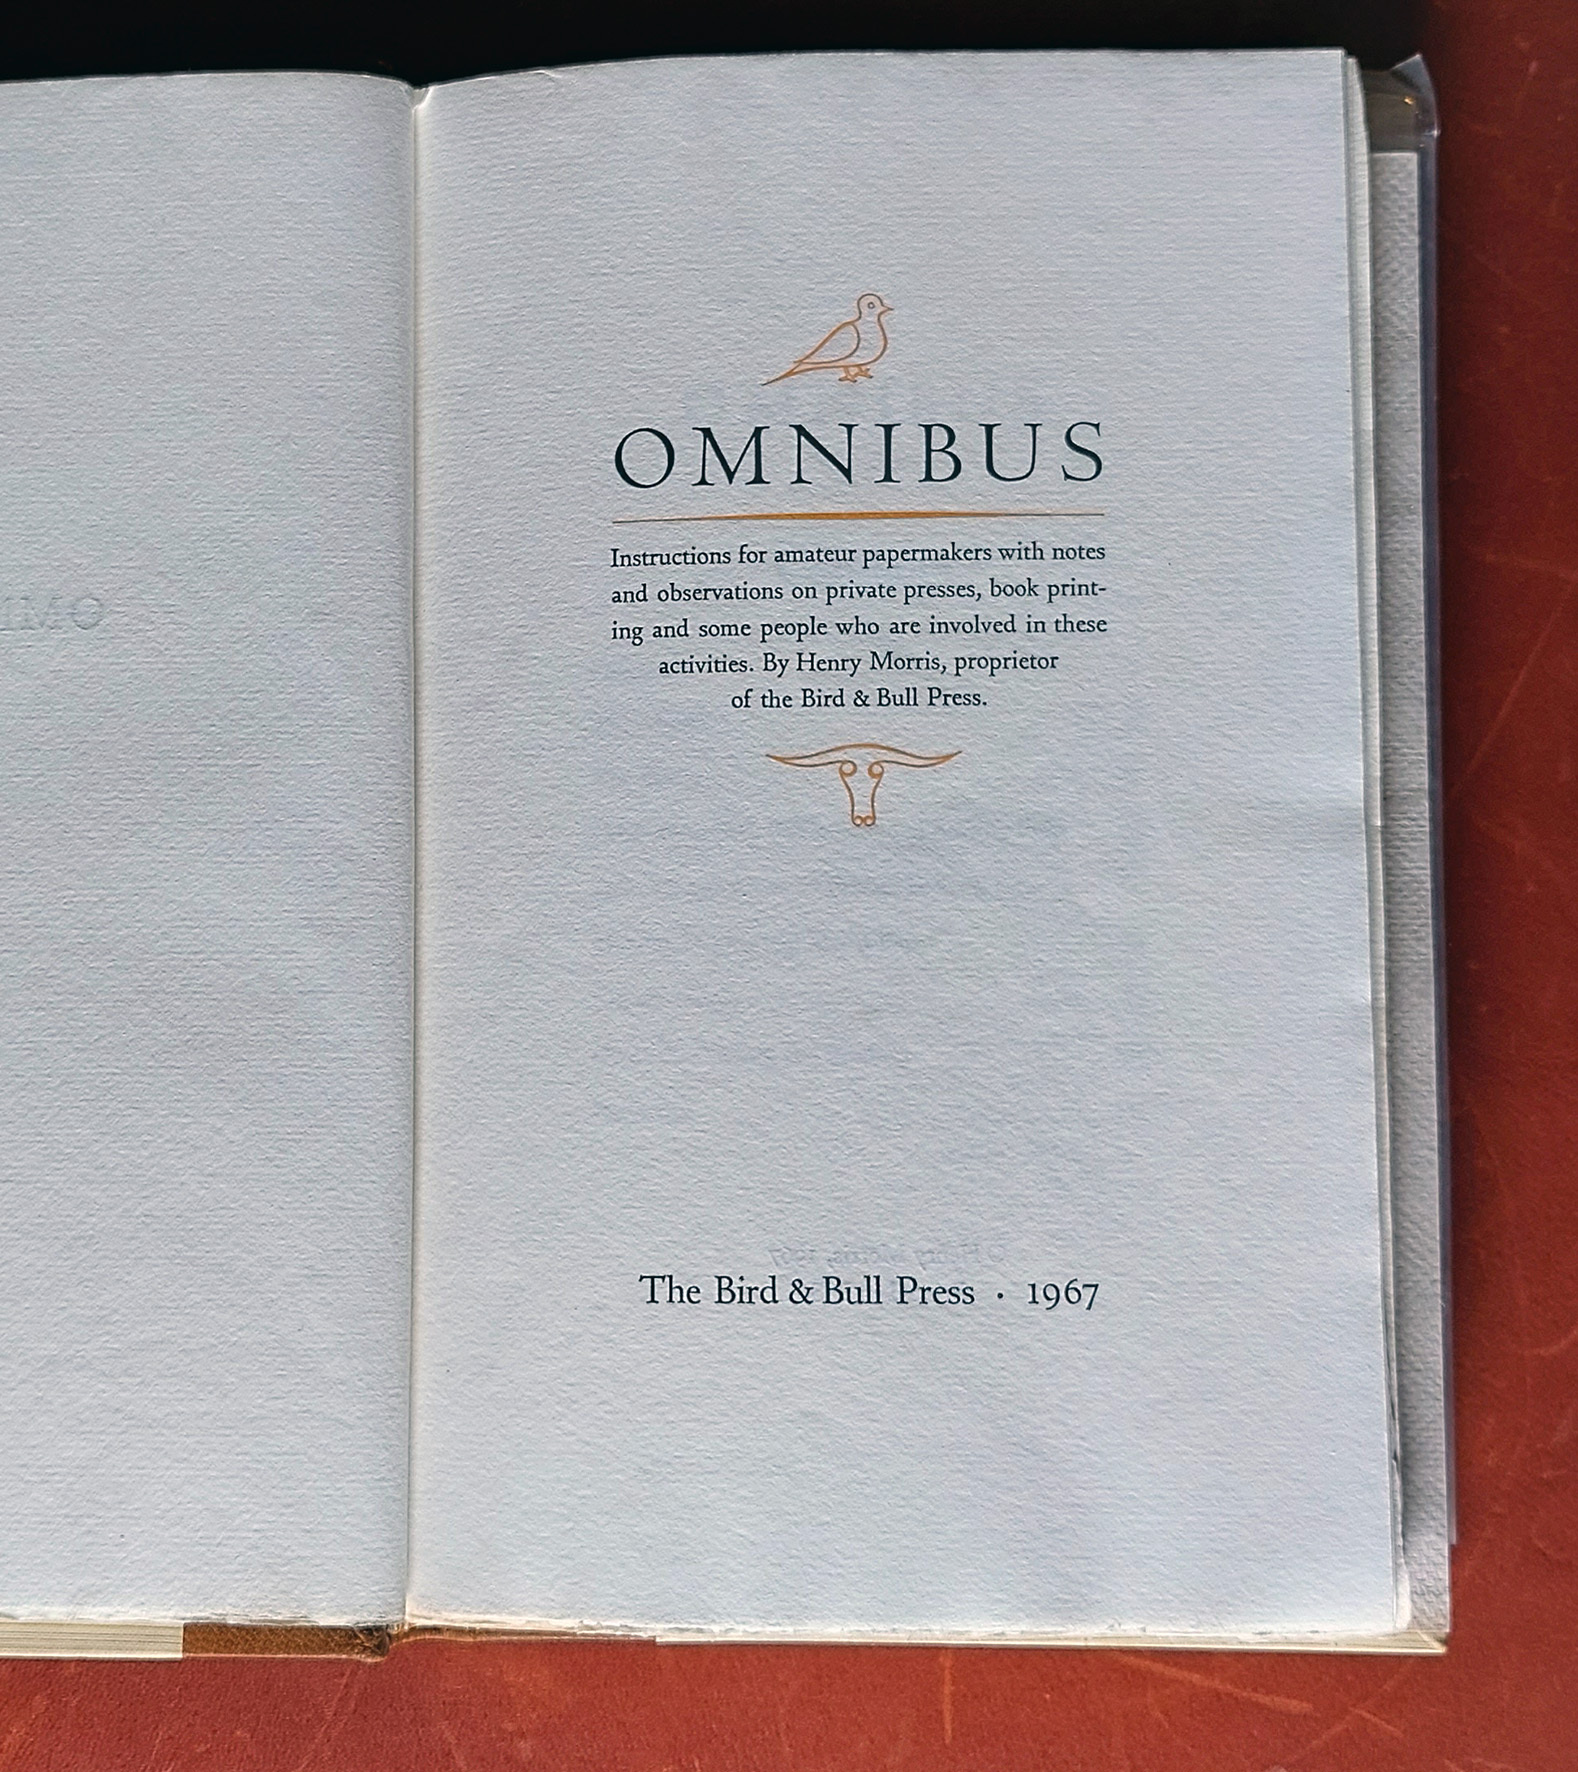 OMNIBUS
Instructions for amateur papermakers with notes
and observations on private presses, book print-
ing and some people who are involved in these
activities. By Henry Morris, proprietor
of the Bird & Bull Press.
The Bird & Bull Press · 1967